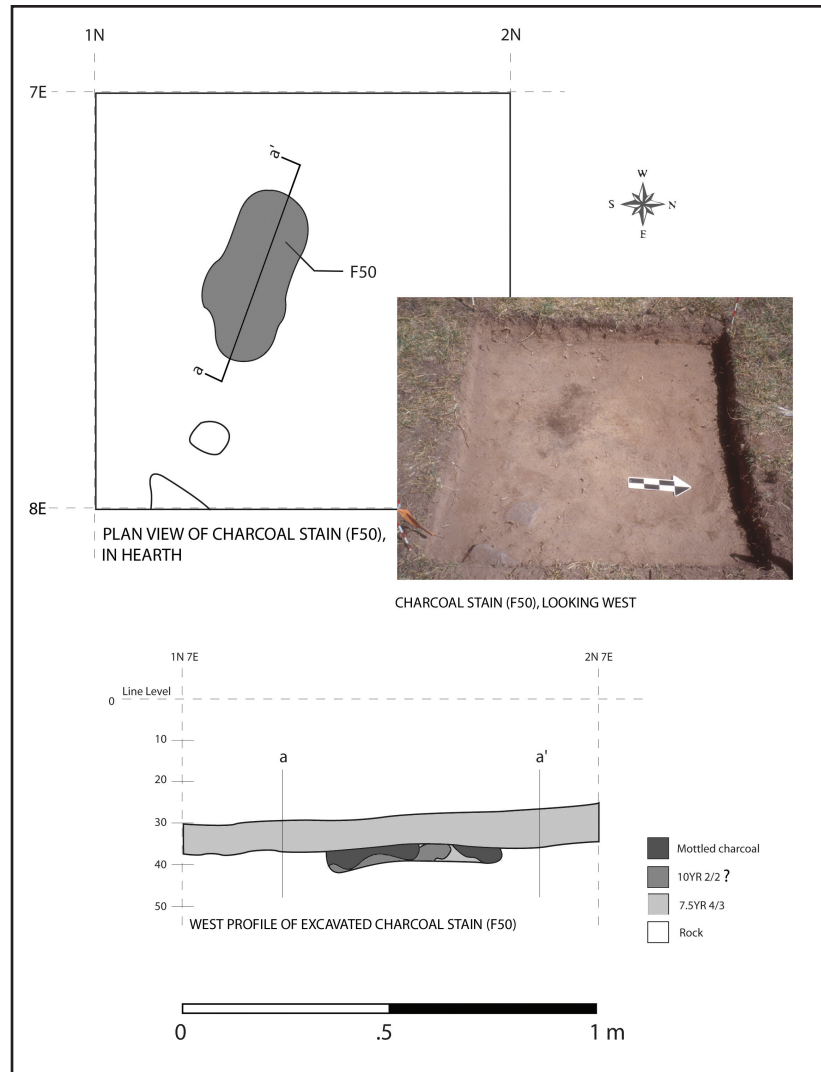 1N
2N
7E
a'
W
S N
E
F50
a
8E
PLAN VIEW OF CHARCOAL STAIN (F50),
IN HEARTH
CHARCOAL STAIN (F50), LOOKING WEST
1N 7E
2N 7E
0 Line Level
10
a
a'
20
30
40
50
Mottled charcoal
10YR 2/2 ?
7.5YR 4/3
Rock
WEST PROFILE OF EXCAVATED CHARCOAL STAIN (F50)
0 .5 1 m